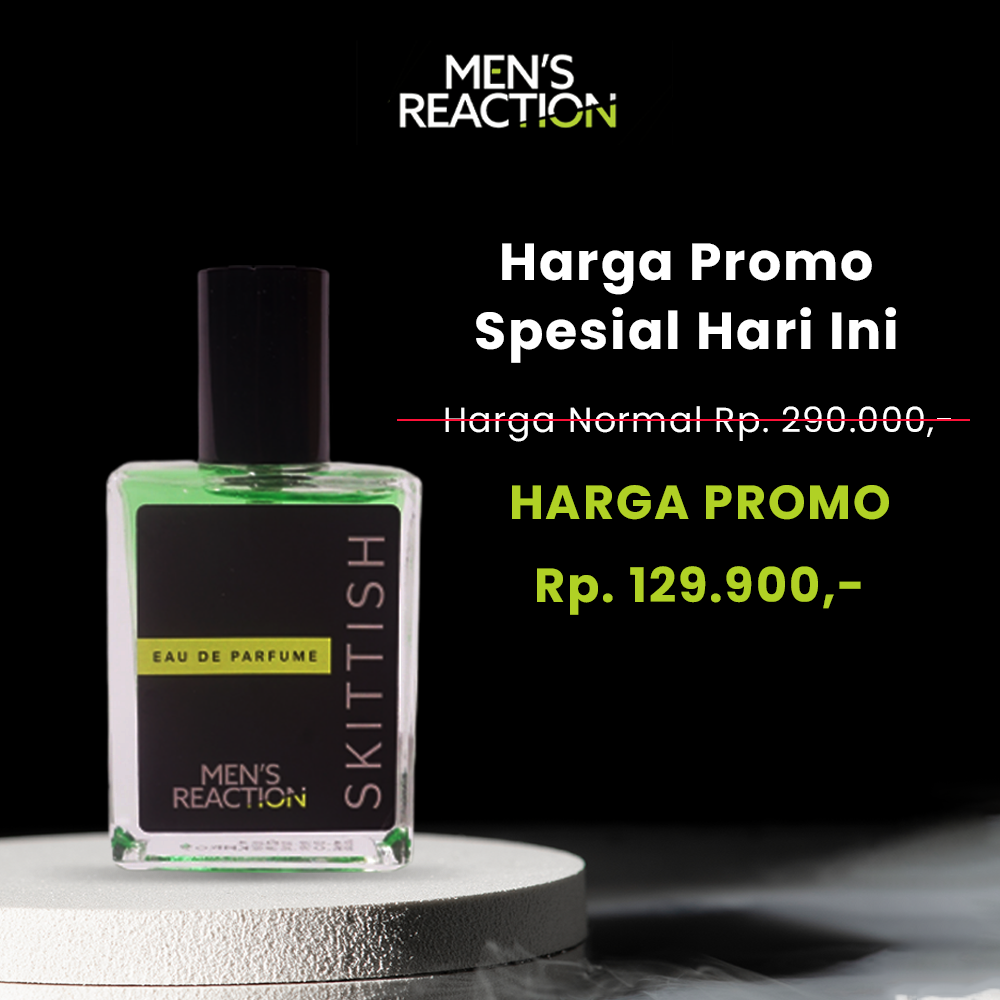 MEN'S
REACTION
Harga Promo
Spesial Hari Ini
Harga Normal Rp. 290.000,-
HARGA PROMO
Rp. 129.900,-
EAU DE PARFUME
SKITTISH
MEN'S
REACTION